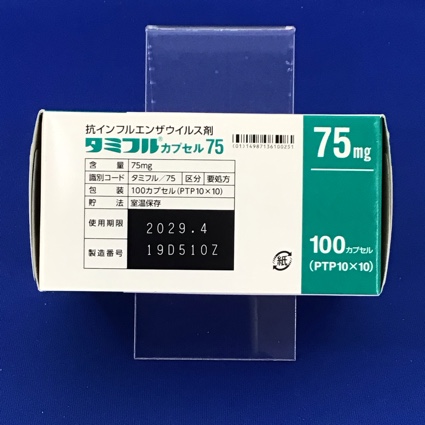 抗インフルエンザウイルス剤
タミフル®カプセル75
(01)14987136100251
含 量 75mg
識別コード タミフル/75 区分 要処方
包 装 100カプセル(PTP10×10)
貯 法 室温保存
使用期限 2029.4
製造番号 19D510Z
紙
75mg
100カプセル
(PTP10×10)